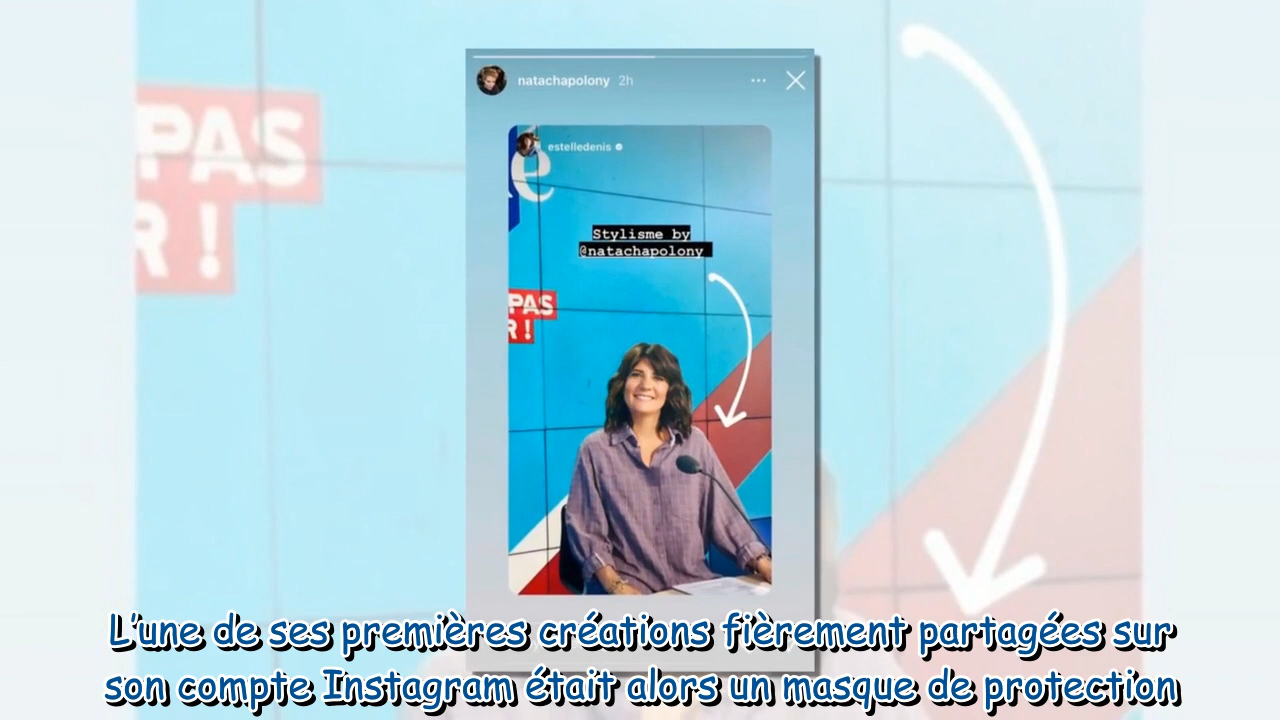 natachapolony 2h
estelledenis
e
Stylisme by
@natachapolony
PAS
R !
PAS
R !
L'une de ses premières créations fièrement partagées sur
son compte Instagram était alors un masque de protection